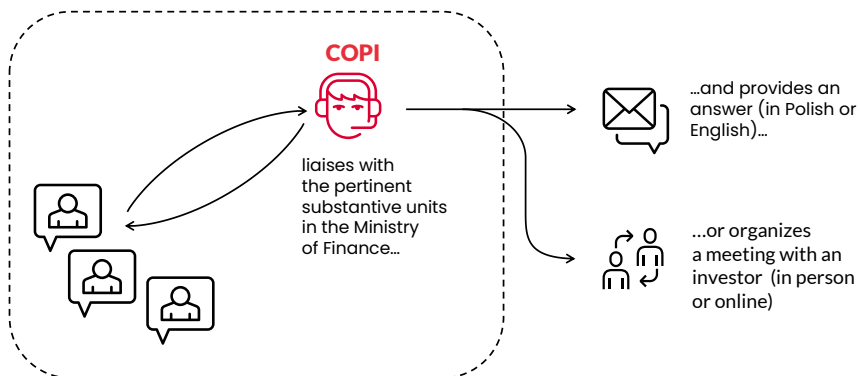 COPI
liaises with
the pertinent
substantive units
in the Ministry
of Finance...
...and provides an
answer (in Polish or
English)...
...or organizes
a meeting with an
investor (in person
or online)